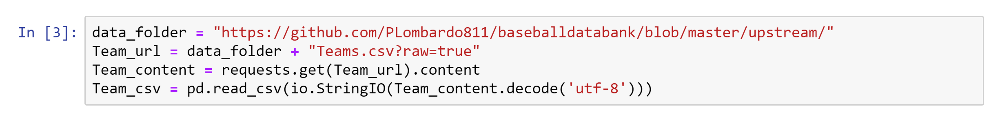 In [3]: data_folder = "https://github.com/PLombardo811/baseballdatabank/blob/master/upstream/"
Team_url = data_folder + "Teams.csv?raw=true"
Team_content = requests.get(Team_url).content
Team_csv = pd.read_csv(io.StringIO(Team_content.decode('utf-8')))